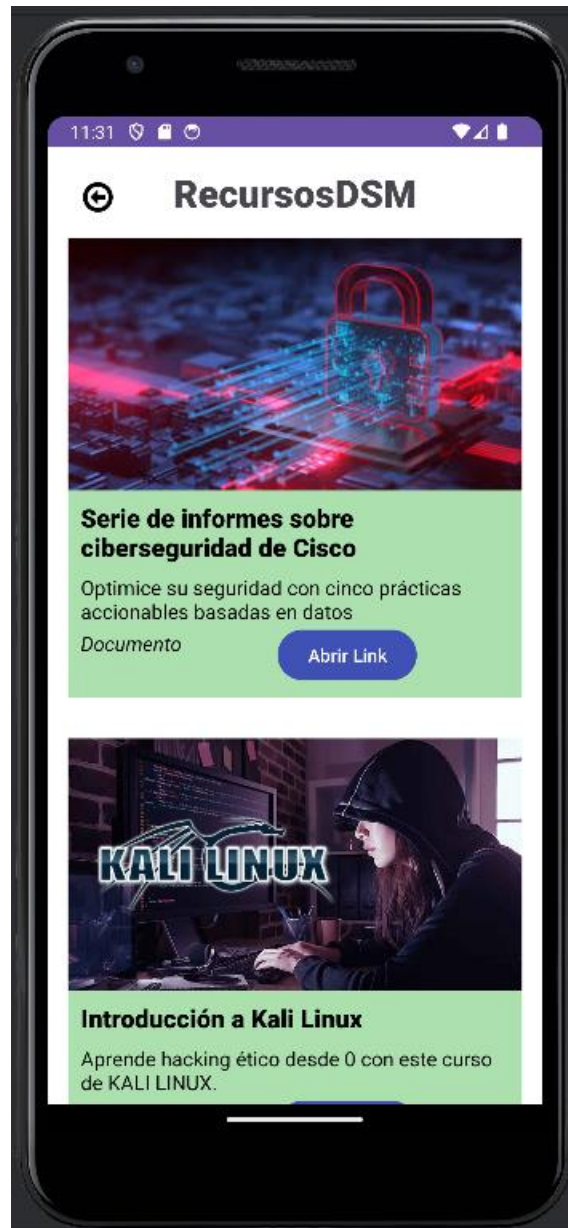 11:31
RecursosDSM
Serie de informes sobre
ciberseguridad de Cisco
Optimice su seguridad con cinco prácticas
accionables basadas en datos
Documento
Abrir Link
KALI LINUX
Introducción a Kali Linux
Aprende hacking ético desde 0 con este curso
de KALI LINUX.